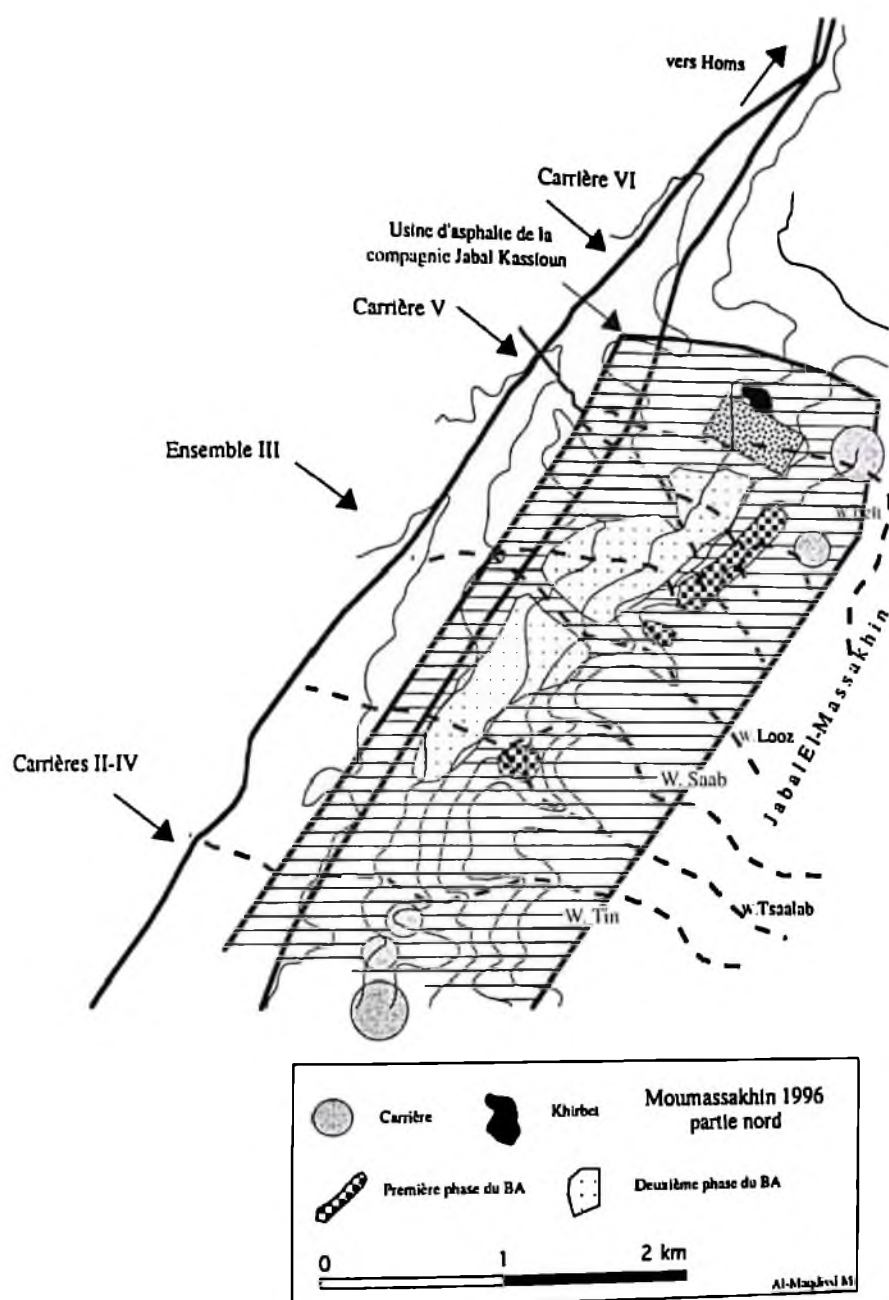 vers Homs
Carrière VI
Usine d'asphalte de la
compagnie Jabal Kassioun
Carrière V
Ensemble III
Jabal El-Massakhin
W. Looz
Carrières II-IV
W. Saab
W. Tsaalab
W. Tin
Carrière
Khirbet
Moumassakhin 1996
partie nord
Première phase du BA
Deuxième phase du BA
0 1 2 km